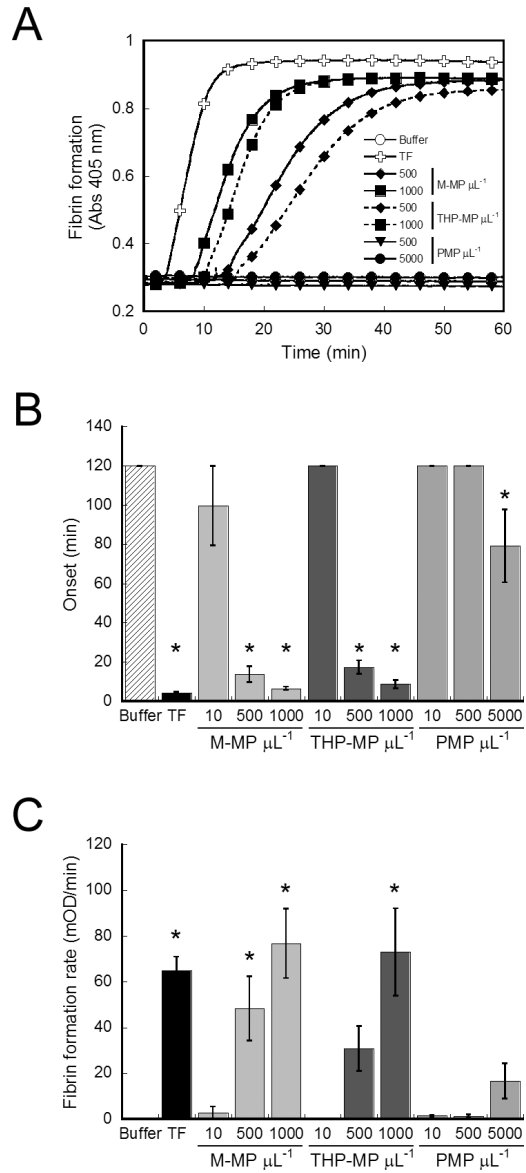 A
Fibrin formation
(Abs 405 nm)
1
0.8
0.6
0.4
0.2
Buffer
TF
500
1000
M-MP μL⁻¹
500
1000
THP-MP μL⁻¹
500
5000
PMP μL⁻¹
0 10 20 30 40 50 60
Time (min)
B
Onset (min)
140
120
100
80
60
40
20
0
* * * * * *
Buffer TF 10 500 1000 10 500 1000 10 500 5000
M-MP μL⁻¹ THP-MP μL⁻¹ PMP μL⁻¹
C
Fibrin formation rate (mOD/min)
120
100
80
60
40
20
0
* * * *
Buffer TF 10 500 1000 10 500 1000 10 500 5000
M-MP μL⁻¹ THP-MP μL⁻¹ PMP μL⁻¹